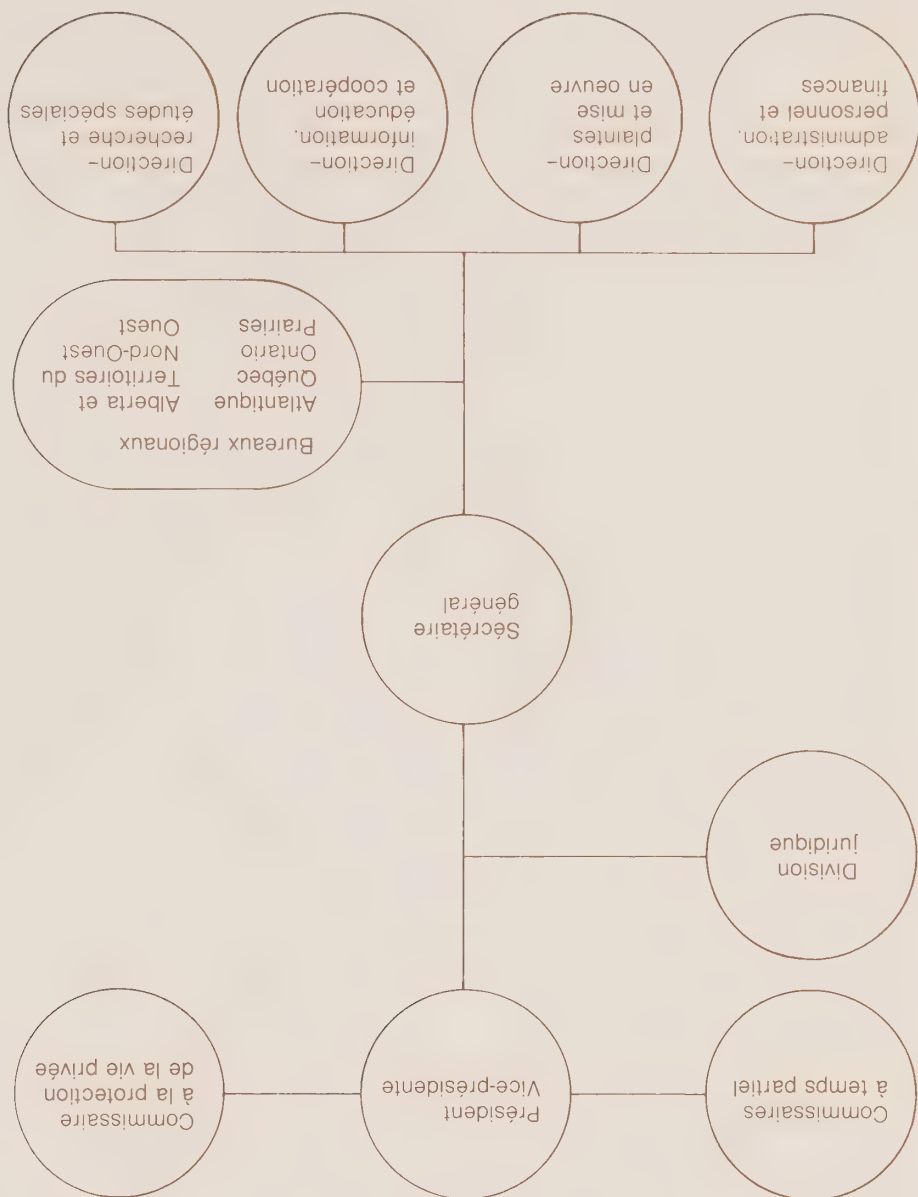 Commissaires
à temps partiel
Président
Vice-présidente
Commissaire
à la protection
de la vie privée
Division
juridique
Sécrétaire
général
Bureaux régionaux
Atlantique
Québec
Ontario
Prairies
Alberta et
Territoires du
Nord-Ouest
Ouest
Direction–
administration,
personnel et
finances
Direction–
plaintes
et mise
en oeuvre
Direction–
information,
éducation
et coopération
Direction–
recherche et
études spéciales